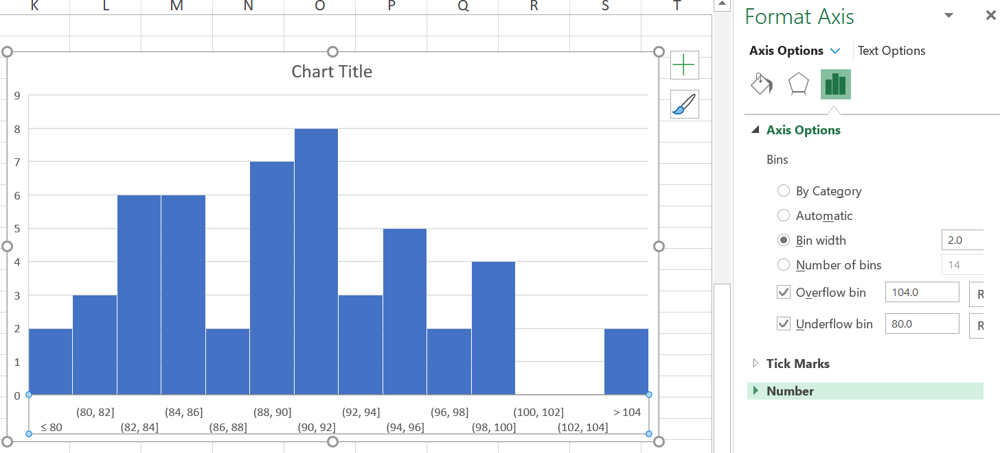 K L M N O P Q R S T
Chart Title
9
8
7
6
5
4
3
2
1
0
(80, 82] (84, 86] (88, 90] (92, 94] (96, 98] (100, 102] > 104
≤ 80 (82, 84] (86, 88] (90, 92] (94, 96] (98, 100] (102, 104]
Format Axis
Axis Options Text Options
Axis Options
Bins
By Category
Automatic
Bin width 2.0
Number of bins 14
Overflow bin 104.0 R
Underflow bin 80.0 R
Tick Marks
Number